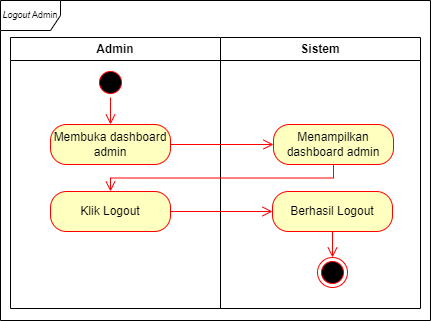 Logout Admin
Admin
Sistem
Membuka dashboard
admin
Menampilkan
dashboard admin
Klik Logout
Berhasil Logout